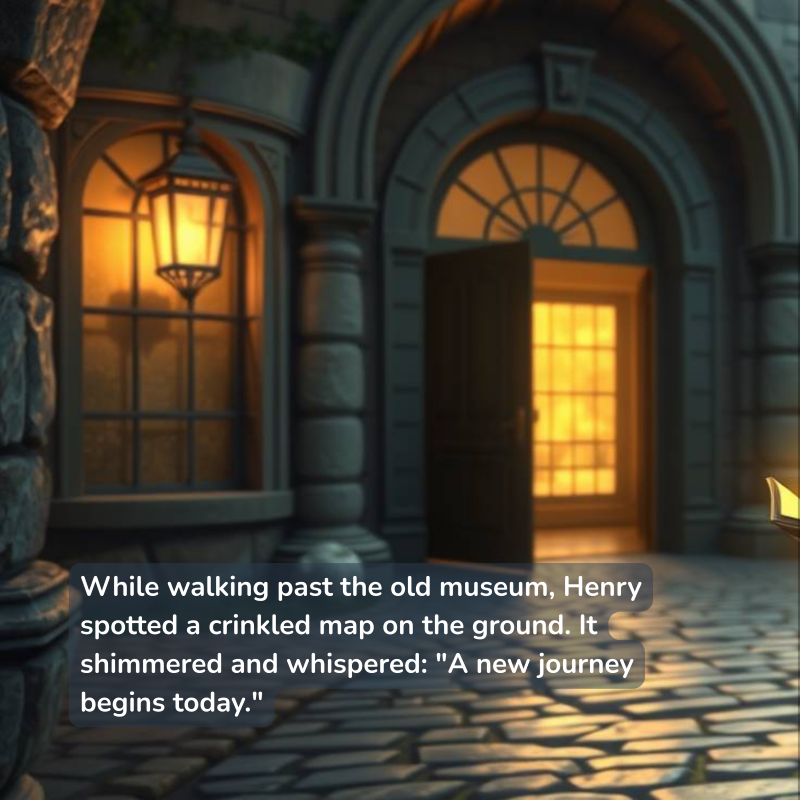 While walking past the old museum, Henry
spotted a crinkled map on the ground. It
shimmered and whispered: "A new journey
begins today."